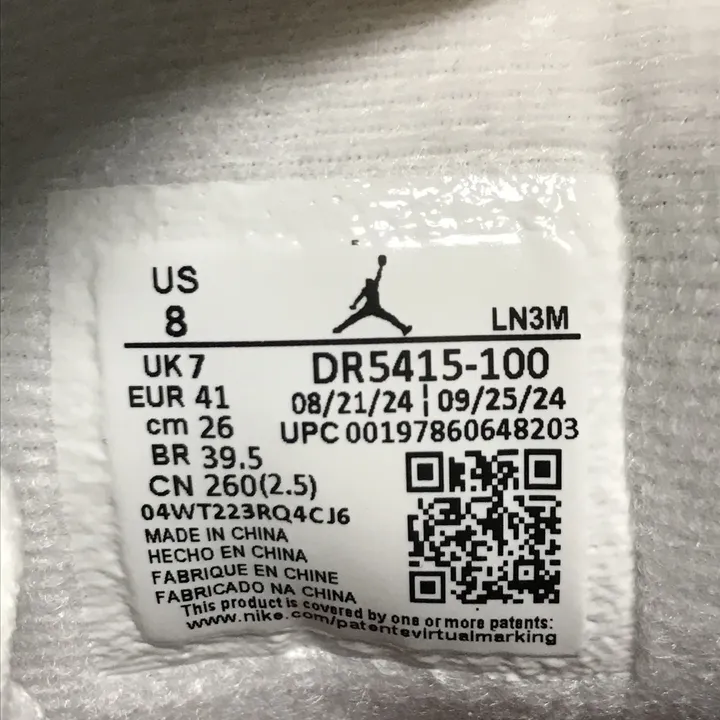 US
8
LN3M
UK 7
DR5415-100
EUR 41
08/21/24 ¦ 09/25/24
cm 26
UPC 00197860648203
BR 39.5
CN 260(2.5)
04WT223RQ4CJ6
MADE IN CHINA
HECHO EN CHINA
FABRIQUE EN CHINE
FABRICADO NA CHINA
This product is covered by one or more patents:
www.nike.com/patentsvirtualmarking